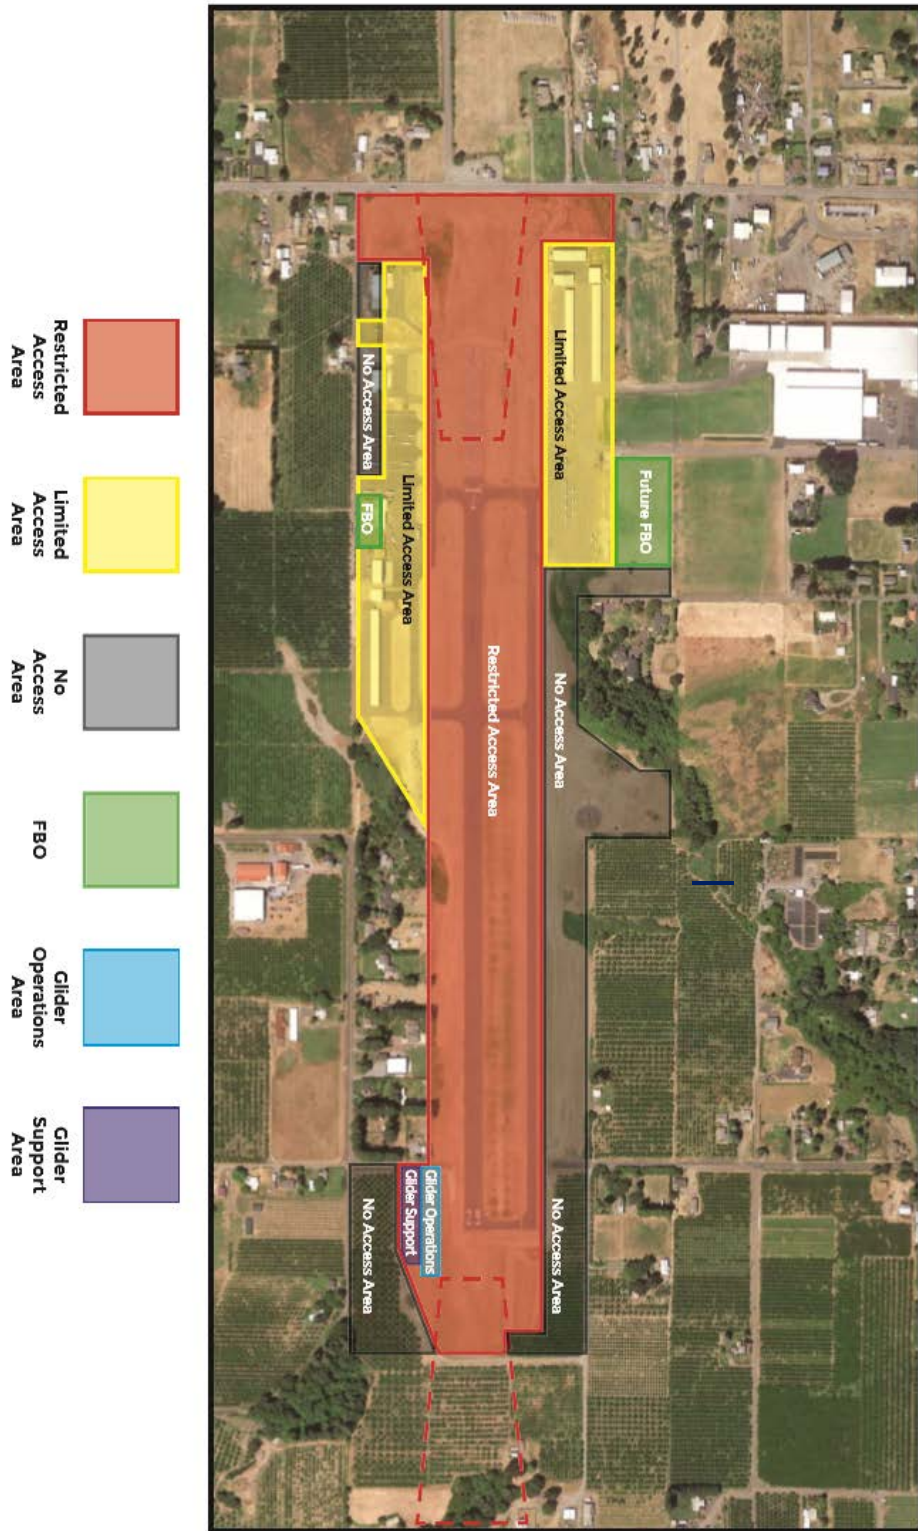 Limited Access Area
Future FBO
No Access Area
Limited Access Area
FBO
Restricted Access Area
No Access Area
Glider Operations
Glider Support
No Access Area
No Access Area
Restricted
Access
Area
Limited
Access
Area
No
Access
Area
FBO
Glider
Operations
Area
Glider
Support
Area